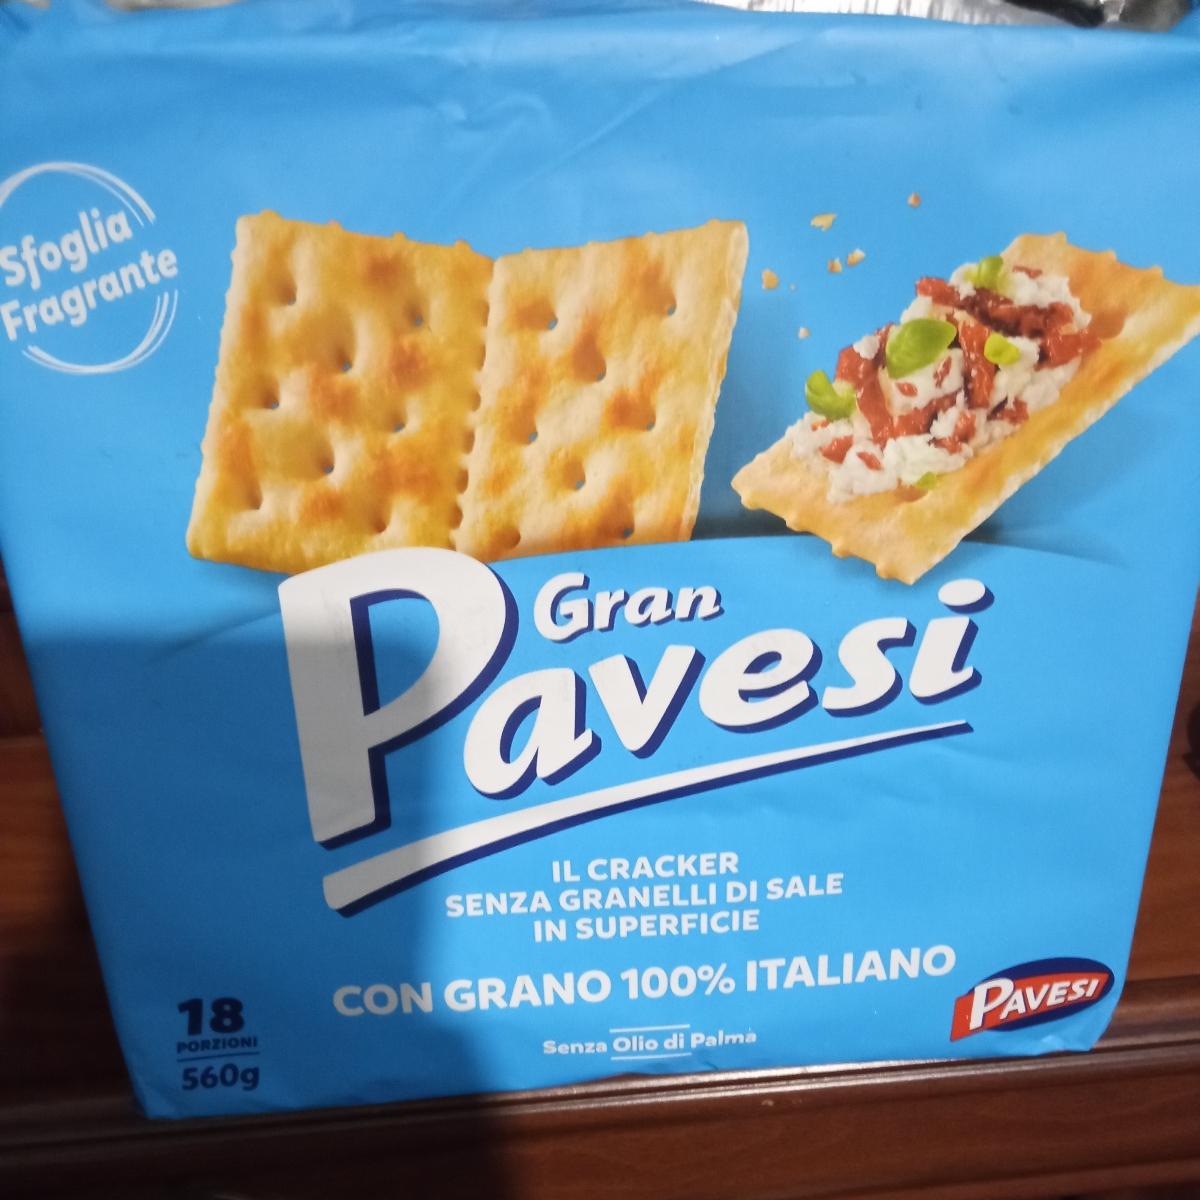 Sfoglia
Fragrante
Gran
Pavesi
IL CRACKER
SENZA GRANELLI DI SALE
IN SUPERFICIE
CON GRANO 100% ITALIANO
Senza Olio di Palma
18
PORZIONI
560g
PAVESI